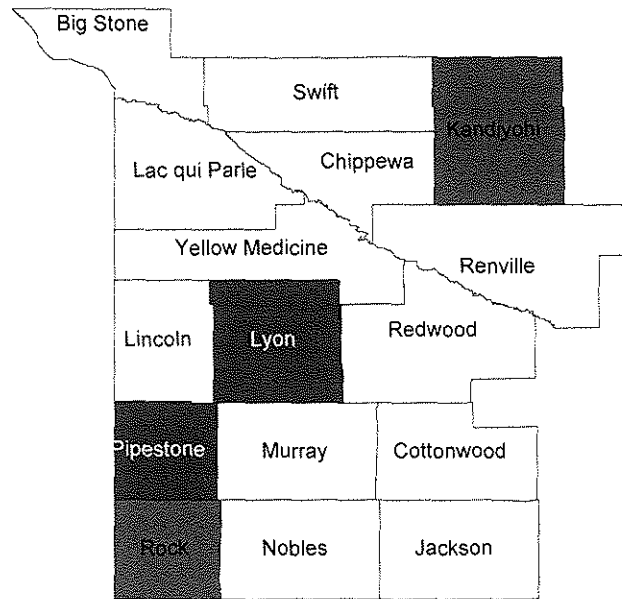 Big Stone
Swift
Kandiyohi
Lac qui Parle
Chippewa
Yellow Medicine
Renville
Lincoln
Lyon
Redwood
Pipestone
Murray
Cottonwood
Rock
Nobles
Jackson